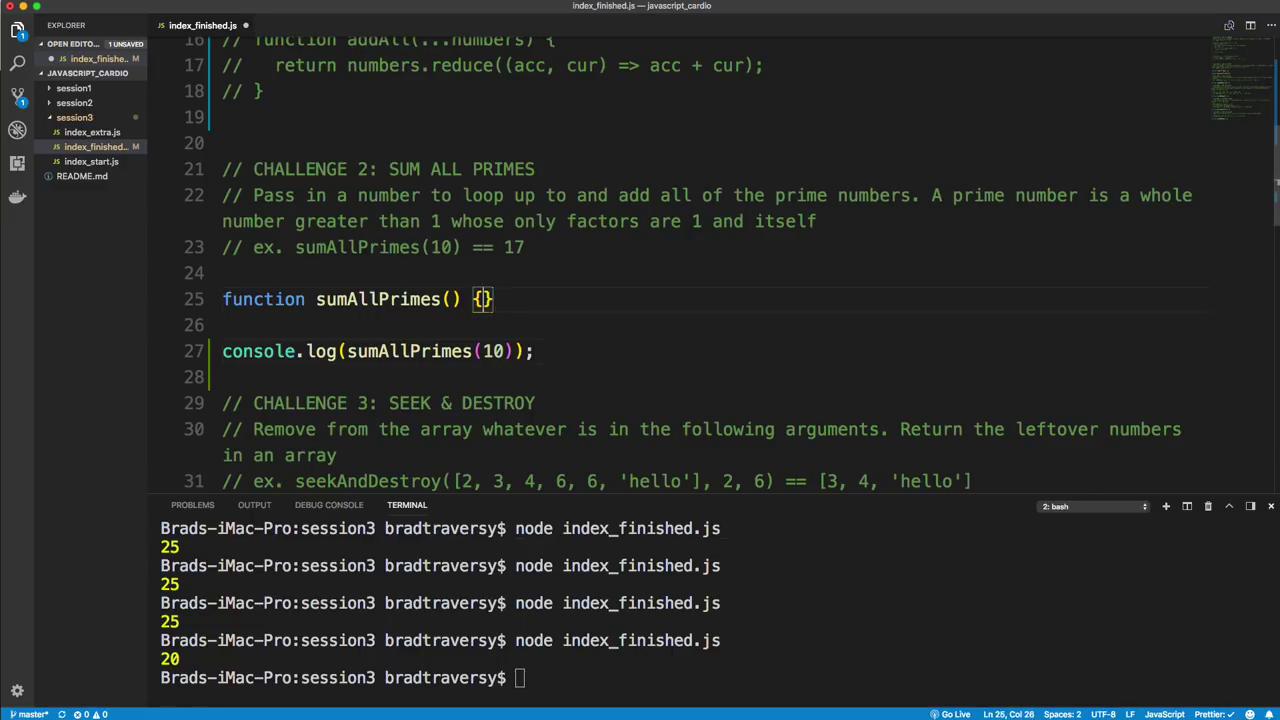 index_finished.js — javascript_cardio
EXPLORER
index_finished.js
OPEN EDITO... 1 UNSAVED
index_finishe... M
JAVASCRIPT_CARDIO
session1
session2
session3
index_extra.js
index_finished... M
index_start.js
README.md
1
1
16 // function addAll(...numbers) {
17 //   return numbers.reduce((acc, cur) => acc + cur);
18 // }
19
20
21 // CHALLENGE 2: SUM ALL PRIMES
22 // Pass in a number to loop up to and add all of the prime numbers. A prime number is a whole
number greater than 1 whose only factors are 1 and itself
23 // ex. sumAllPrimes(10) == 17
24
25 function sumAllPrimes() {}
26
27 console.log(sumAllPrimes(10));
28
29 // CHALLENGE 3: SEEK & DESTROY
30 // Remove from the array whatever is in the following arguments. Return the leftover numbers
in an array
31 // ex. seekAndDestroy([2, 3, 4, 6, 6, 'hello'], 2, 6) == [3, 4, 'hello']
PROBLEMS OUTPUT DEBUG CONSOLE TERMINAL 2: bash
Brads-iMac-Pro:session3 bradtraversy$ node index_finished.js
25
Brads-iMac-Pro:session3 bradtraversy$ node index_finished.js
25
Brads-iMac-Pro:session3 bradtraversy$ node index_finished.js
25
Brads-iMac-Pro:session3 bradtraversy$ node index_finished.js
20
Brads-iMac-Pro:session3 bradtraversy$
master* 0 0 Go Live Ln 25, Col 26 Spaces: 2 UTF-8 LF JavaScript Prettier: ✓